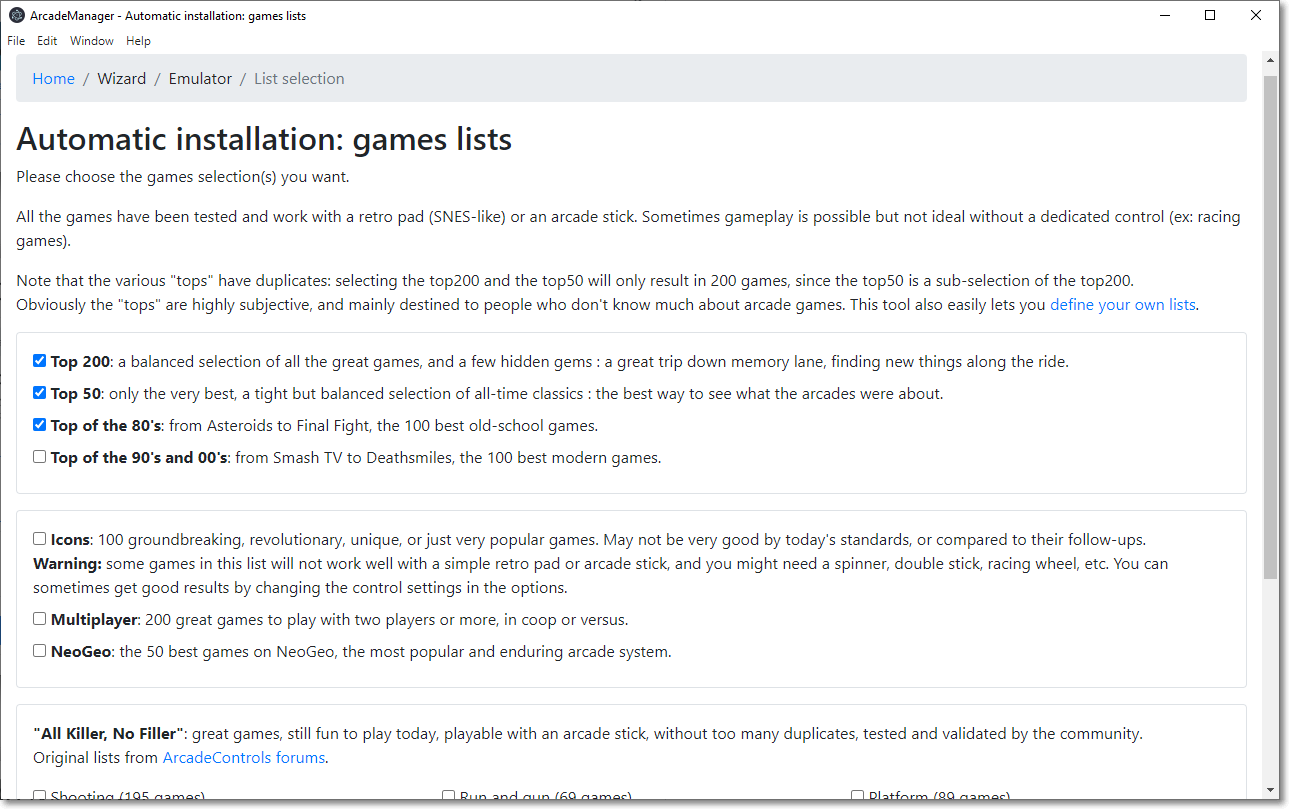 ArcadeManager - Automatic installation: games lists
File Edit Window Help
Home / Wizard / Emulator / List selection
Automatic installation: games lists
Please choose the games selection(s) you want.
All the games have been tested and work with a retro pad (SNES-like) or an arcade stick. Sometimes gameplay is possible but not ideal without a dedicated control (ex: racing
games).
Note that the various "tops" have duplicates: selecting the top200 and the top50 will only result in 200 games, since the top50 is a sub-selection of the top200.
Obviously the "tops" are highly subjective, and mainly destined to people who don't know much about arcade games. This tool also easily lets you define your own lists.
Top 200: a balanced selection of all the great games, and a few hidden gems : a great trip down memory lane, finding new things along the ride.
Top 50: only the very best, a tight but balanced selection of all-time classics : the best way to see what the arcades were about.
Top of the 80's: from Asteroids to Final Fight, the 100 best old-school games.
Top of the 90's and 00's: from Smash TV to Deathsmiles, the 100 best modern games.
Icons: 100 groundbreaking, revolutionary, unique, or just very popular games. May not be very good by today's standards, or compared to their follow-ups.
Warning: some games in this list will not work well with a simple retro pad or arcade stick, and you might need a spinner, double stick, racing wheel, etc. You can
sometimes get good results by changing the control settings in the options.
Multiplayer: 200 great games to play with two players or more, in coop or versus.
NeoGeo: the 50 best games on NeoGeo, the most popular and enduring arcade system.
"All Killer, No Filler": great games, still fun to play today, playable with an arcade stick, without too many duplicates, tested and validated by the community.
Original lists from ArcadeControls forums.
Shooting (195 games) Run and gun (69 games) Platform (89 games)